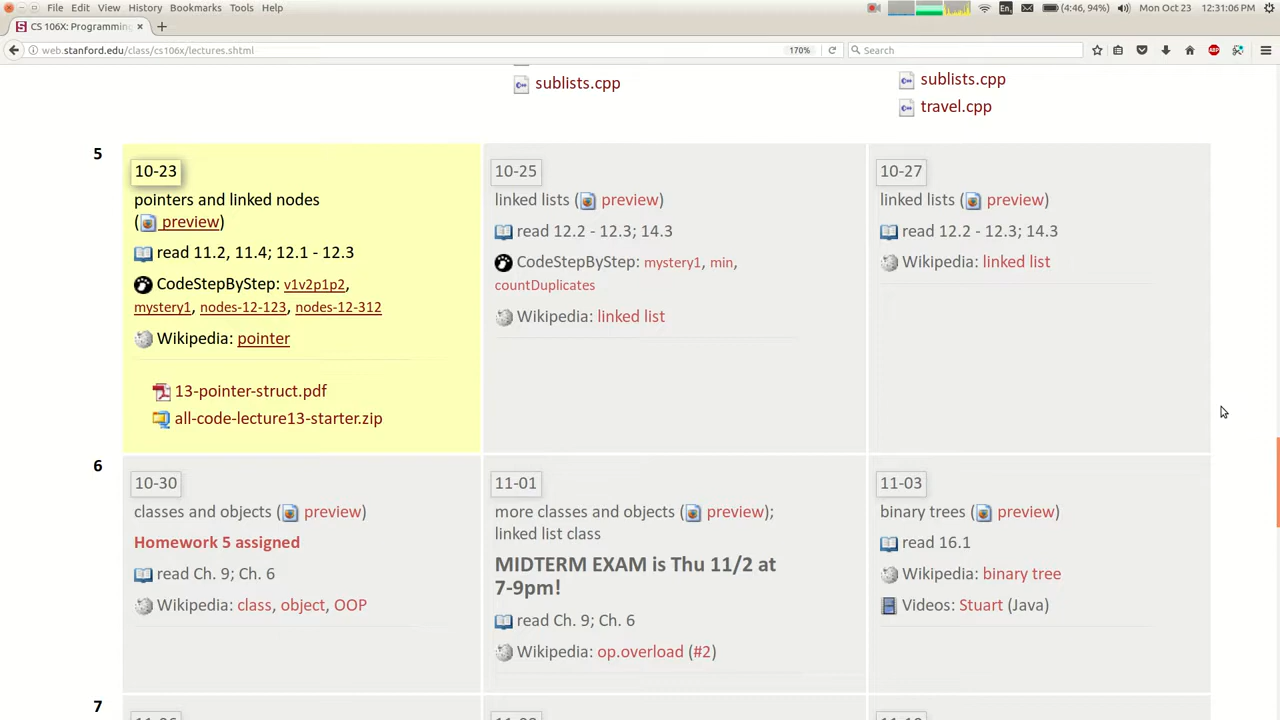 File Edit View History Bookmarks Tools Help
En
(4:46, 94%)
Mon Oct 23 12:31:06 PM
CS 106X: Programming
web.stanford.edu/class/cs106x/lectures.shtml
170%
Search
ABP
sublists.cpp
sublists.cpp
travel.cpp
5
10-23
pointers and linked nodes
( preview)
read 11.2, 11.4; 12.1 - 12.3
CodeStepByStep: v1v2p1p2,
mystery1, nodes-12-123, nodes-12-312
Wikipedia: pointer
13-pointer-struct.pdf
all-code-lecture13-starter.zip
10-25
linked lists ( preview)
read 12.2 - 12.3; 14.3
CodeStepByStep: mystery1, min,
countDuplicates
Wikipedia: linked list
10-27
linked lists ( preview)
read 12.2 - 12.3; 14.3
Wikipedia: linked list
6
10-30
classes and objects ( preview)
Homework 5 assigned
read Ch. 9; Ch. 6
Wikipedia: class, object, OOP
11-01
more classes and objects ( preview);
linked list class
MIDTERM EXAM is Thu 11/2 at
7-9pm!
read Ch. 9; Ch. 6
Wikipedia: op.overload (#2)
11-03
binary trees ( preview)
read 16.1
Wikipedia: binary tree
Videos: Stuart (Java)
7